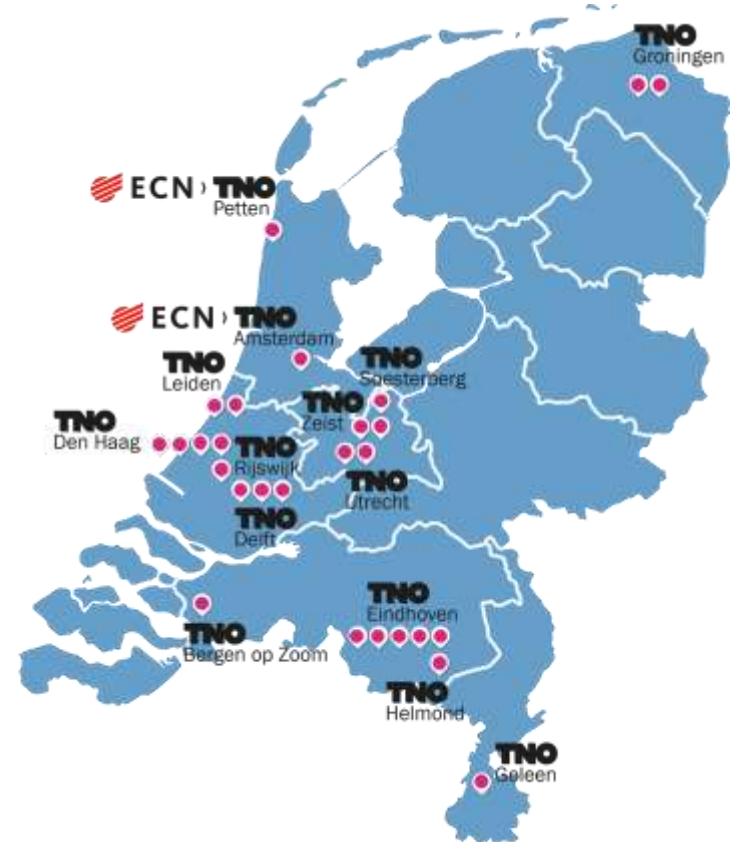 TNO
Groningen
ECN TNO
Petten
ECN TNO
Amsterdam
TNO
Leiden
TNO
Soesterberg
TNO
Zeist
TNO
Den Haag
TNO
Rijswijk
TNO
Utrecht
TNO
Delft
TNO
Eindhoven
TNO
Bergen op Zoom
TNO
Helmond
TNO
Geleen